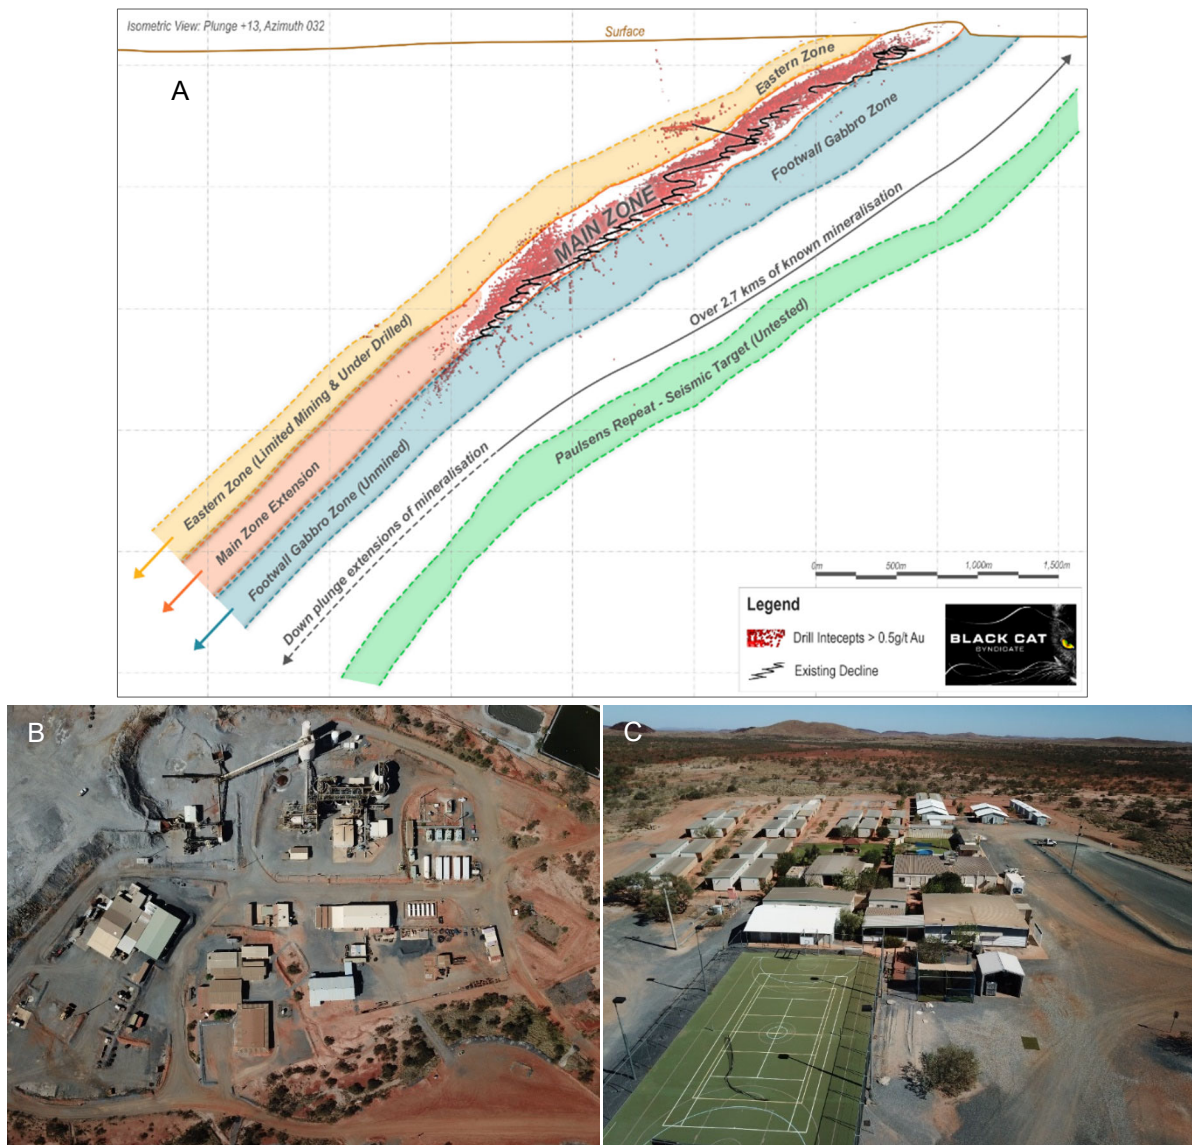 Isometric View: Plunge +13, Azimuth 032
Surface
A
Eastern Zone
Footwall Gabbro Zone
MAIN ZONE
Over 2.7 kms of known mineralisation
Paulsens Repeat - Seismic Target (Untested)
Eastern Zone (Limited Mining & Under Drilled)
Main Zone Extension
Footwall Gabbro Zone (Unmined)
Down plunge extensions of mineralisation
0m 500m 1,000m 1,500m
Legend
Drill Intecepts > 0.5g/t Au
Existing Decline
BLACK CAT
SYNDICATE
B
C